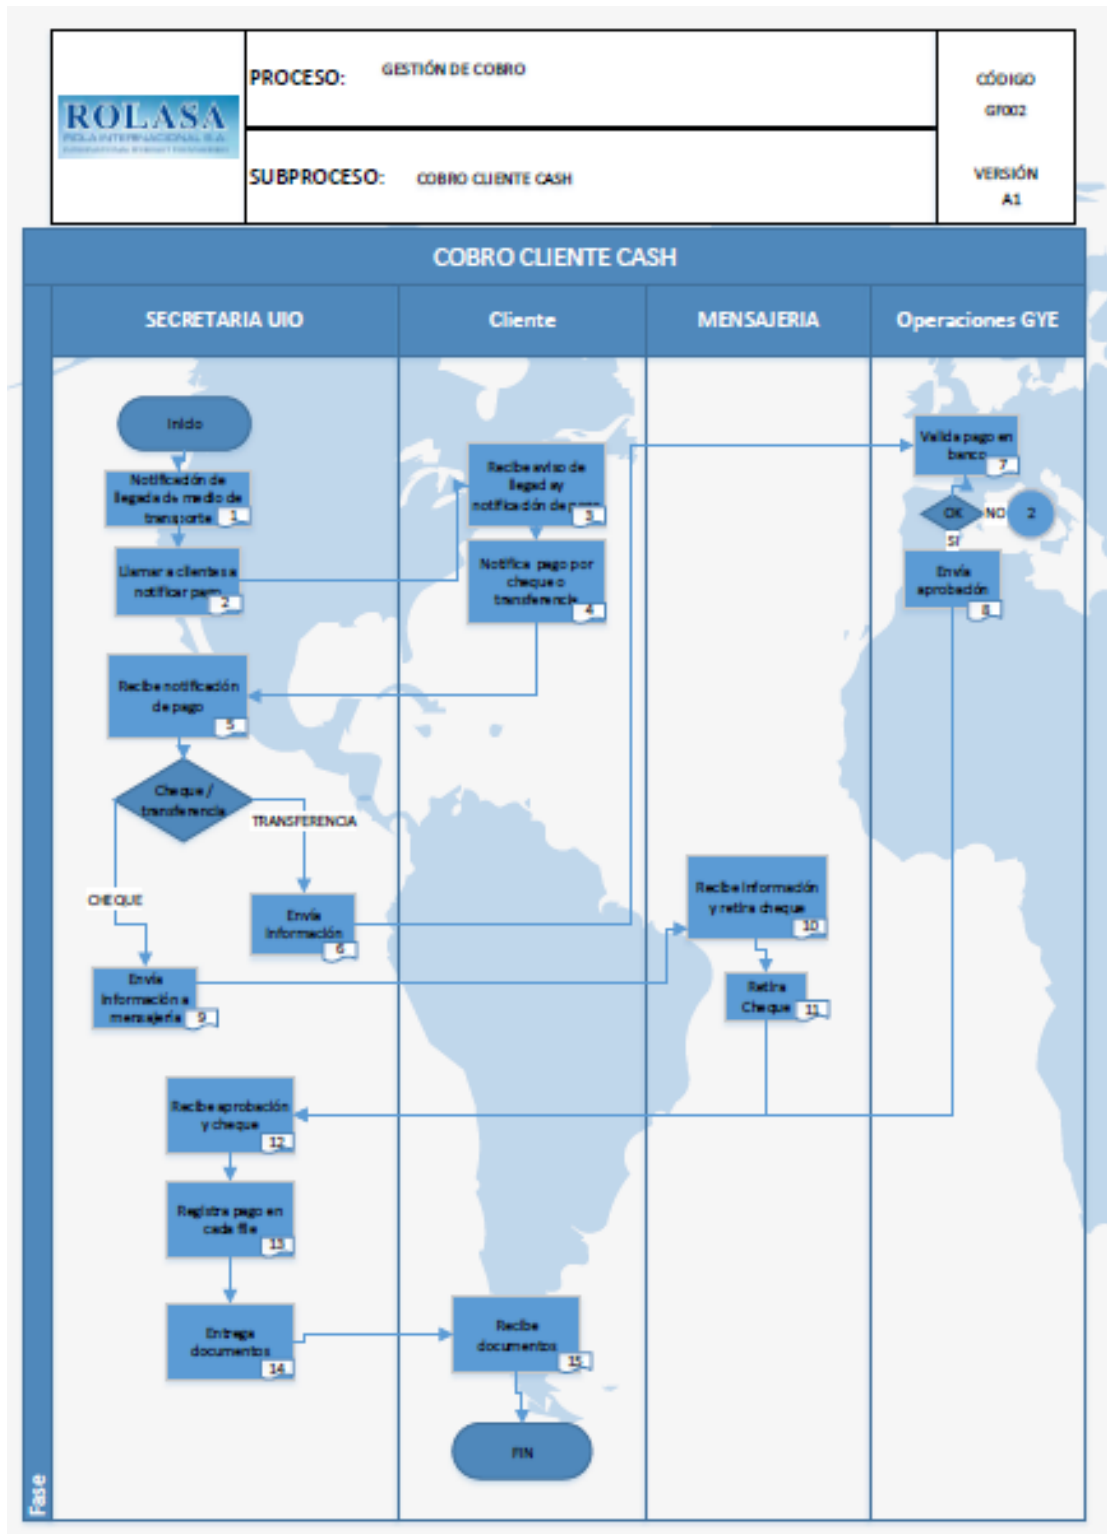 ROLASA
ROLA INTERNACIONAL S.A.
PROCESO: GESTIÓN DE COBRO
SUBPROCESO: COBRO CLIENTE CASH
CÓDIGO
GF002
VERSIÓN
A1
COBRO CLIENTE CASH
SECRETARIA UIO
Cliente
MENSAJERIA
Operaciones GYE
Fase
Inicio
Notificación de
llegada de medio de
transporte
1
Llamar a clientes a
notificar
2
Recibe aviso de
llegada y
notificación de
3
Notifica pago por
cheque o
transferencia
4
Recibe notificación
de pago
5
Cheque /
transferencia
TRANSFERENCIA
CHEQUE
Envía
información
6
Valida pago en
banco
7
OK
NO
2
SI
Envía
aprobación
8
Envía
información a
mensajería
9
Recibe información
y retira cheque
10
Retira
Cheque
11
Recibe aprobación
y cheque
12
Registra pago en
cada file
13
Entrega
documentos
14
Recibe
documentos
15
FIN